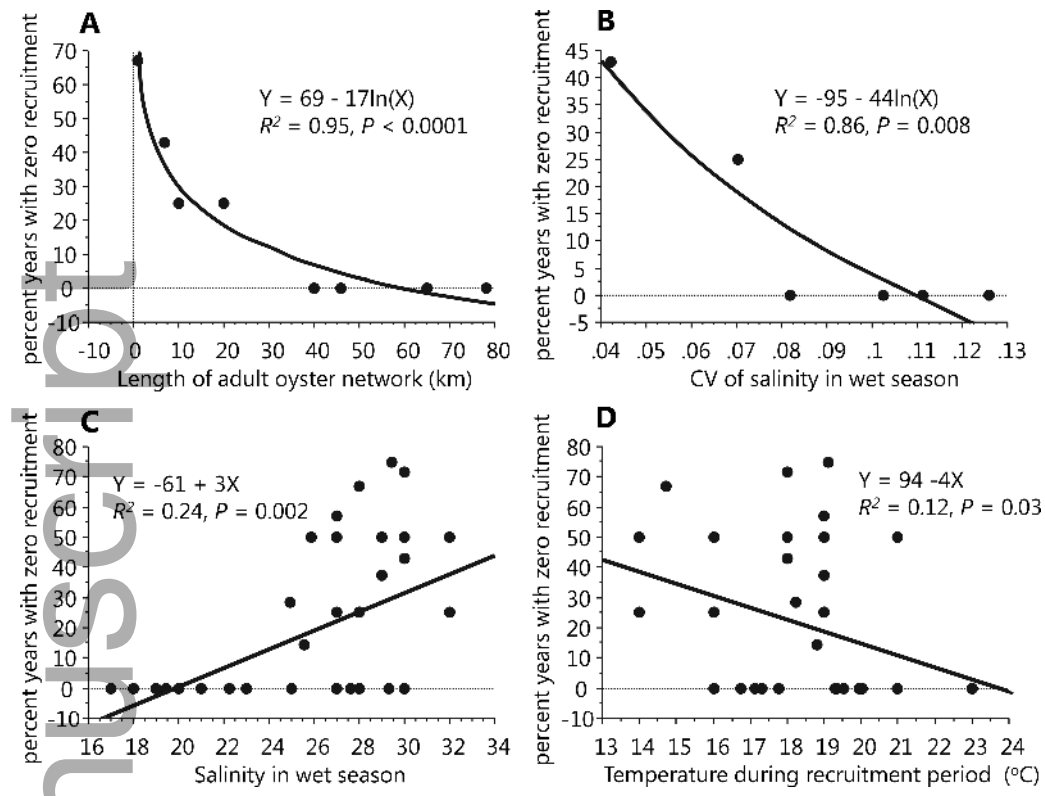 A
percent years with zero recruitment
70
60
50
40
30
20
10
0
-10
-10 0 10 20 30 40 50 60 70 80
Length of adult oyster network (km)
Y = 69 - 17ln(X)
R² = 0.95, P < 0.0001
B
percent years with zero recruitment
45
40
35
30
25
20
15
10
5
0
-5
.04 .05 .06 .07 .08 .09 .1 .11 .12 .13
CV of salinity in wet season
Y = -95 - 44ln(X)
R² = 0.86, P = 0.008
C
percent years with zero recruitment
80
70
60
50
40
30
20
10
0
-10
16 18 20 22 24 26 28 30 32 34
Salinity in wet season
Y = -61 + 3X
R² = 0.24, P = 0.002
D
percent years with zero recruitment
80
70
60
50
40
30
20
10
0
-10
13 14 15 16 17 18 19 20 21 22 23 24
Temperature during recruitment period (ºC)
Y = 94 -4X
R² = 0.12, P = 0.03
nuscript